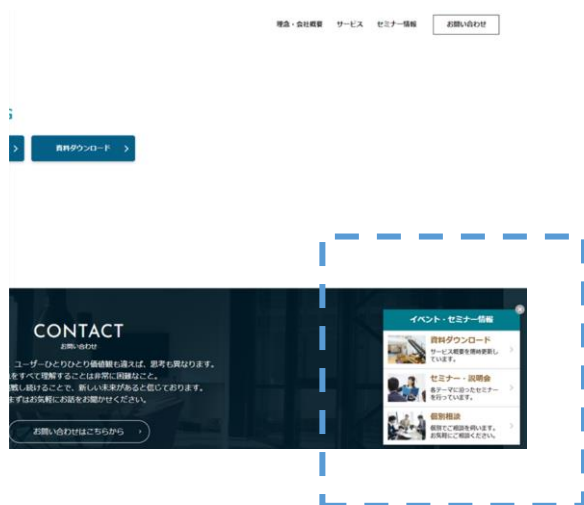 理念・会社概要 サービス セミナー情報 お問い合わせ
s
資料ダウンロード
CONTACT
お問い合わせ
ユーザーひとりひとり価値観も違えば、思考も異なります。
をすべて理解することは非常に困難なこと。
戦し続けることで、新しい未来があると信じております。
ずはお気軽にお話をお聞かせください。
お問い合わせはこちらから
イベント・セミナー情報
資料ダウンロード
サービス概要を随時更新し
ています。
セミナー・説明会
各テーマに沿ったセミナー
を行っています。
個別相談
個別でご相談を伺います。
お気軽にご相談ください。